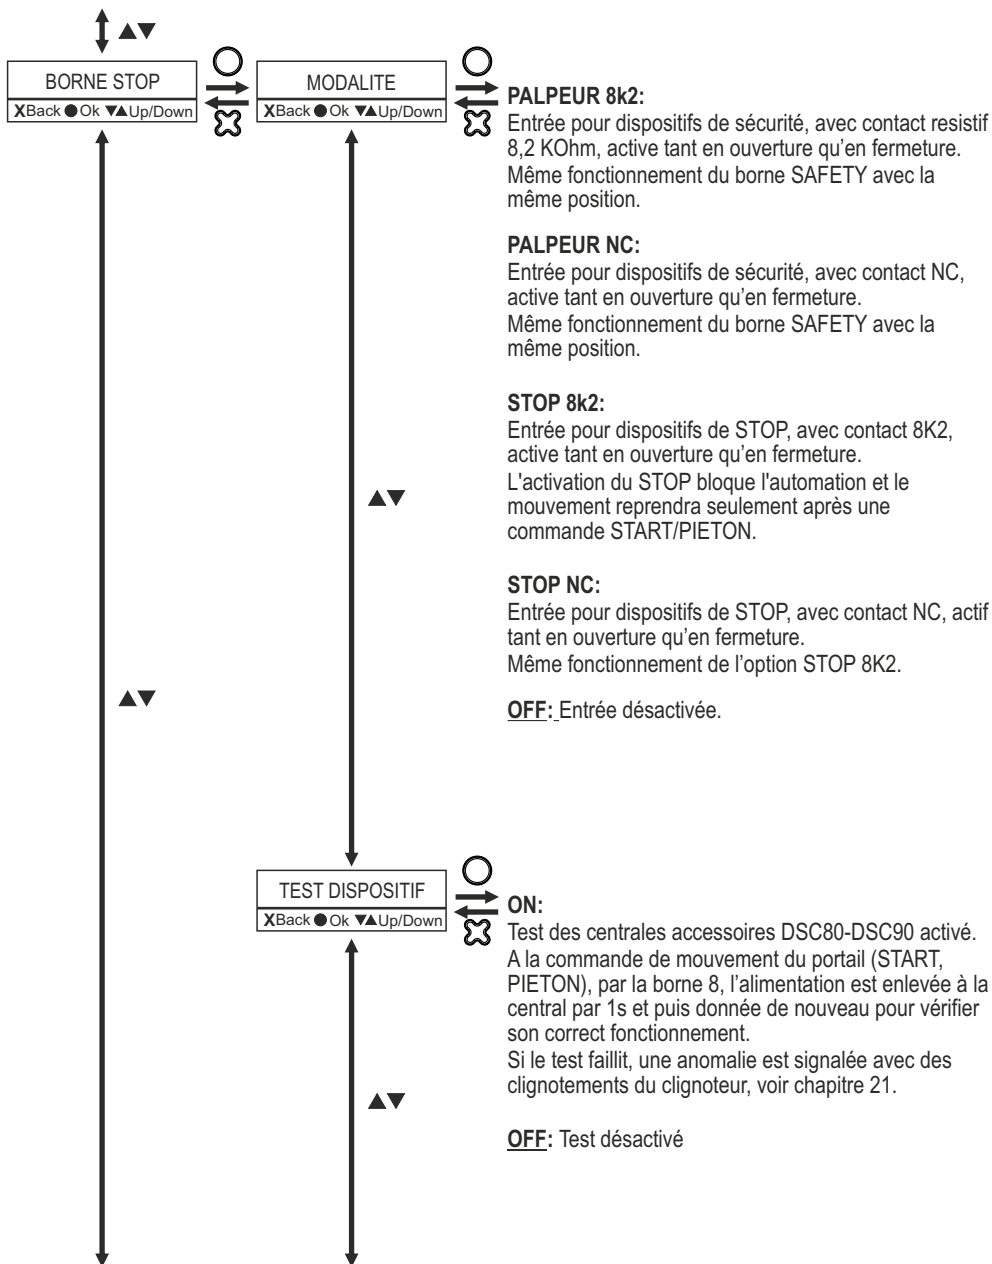 ▲▼
BORNE STOP
XBack ●Ok ▼▲Up/Down
MODALITE
XBack ●Ok ▼▲Up/Down
PALPEUR 8k2:
Entrée pour dispositifs de sécurité, avec contact resistif
8,2 KOhm, active tant en ouverture qu’en fermeture.
Même fonctionnement du borne SAFETY avec la
même position.
PALPEUR NC:
Entrée pour dispositifs de sécurité, avec contact NC,
active tant en ouverture qu’en fermeture.
Même fonctionnement du borne SAFETY avec la
même position.
STOP 8k2:
Entrée pour dispositifs de STOP, avec contact 8K2,
active tant en ouverture qu’en fermeture.
L'activation du STOP bloque l'automation et le
mouvement reprendra seulement après une
commande START/PIETON.
▲▼
STOP NC:
Entrée pour dispositifs de STOP, avec contact NC, actif
tant en ouverture qu’en fermeture.
Même fonctionnement de l’option STOP 8K2.
▲▼
OFF: Entrée désactivée.
TEST DISPOSITIF
XBack ●Ok ▼▲Up/Down
ON:
Test des centrales accessoires DSC80-DSC90 activé.
A la commande de mouvement du portail (START,
PIETON), par la borne 8, l’alimentation est enlevée à la
central par 1s et puis donnée de nouveau pour vérifier
son correct fonctionnement.
Si le test faillit, une anomalie est signalée avec des
clignotements du clignoteur, voir chapitre 21.
▲▼
OFF: Test désactivé